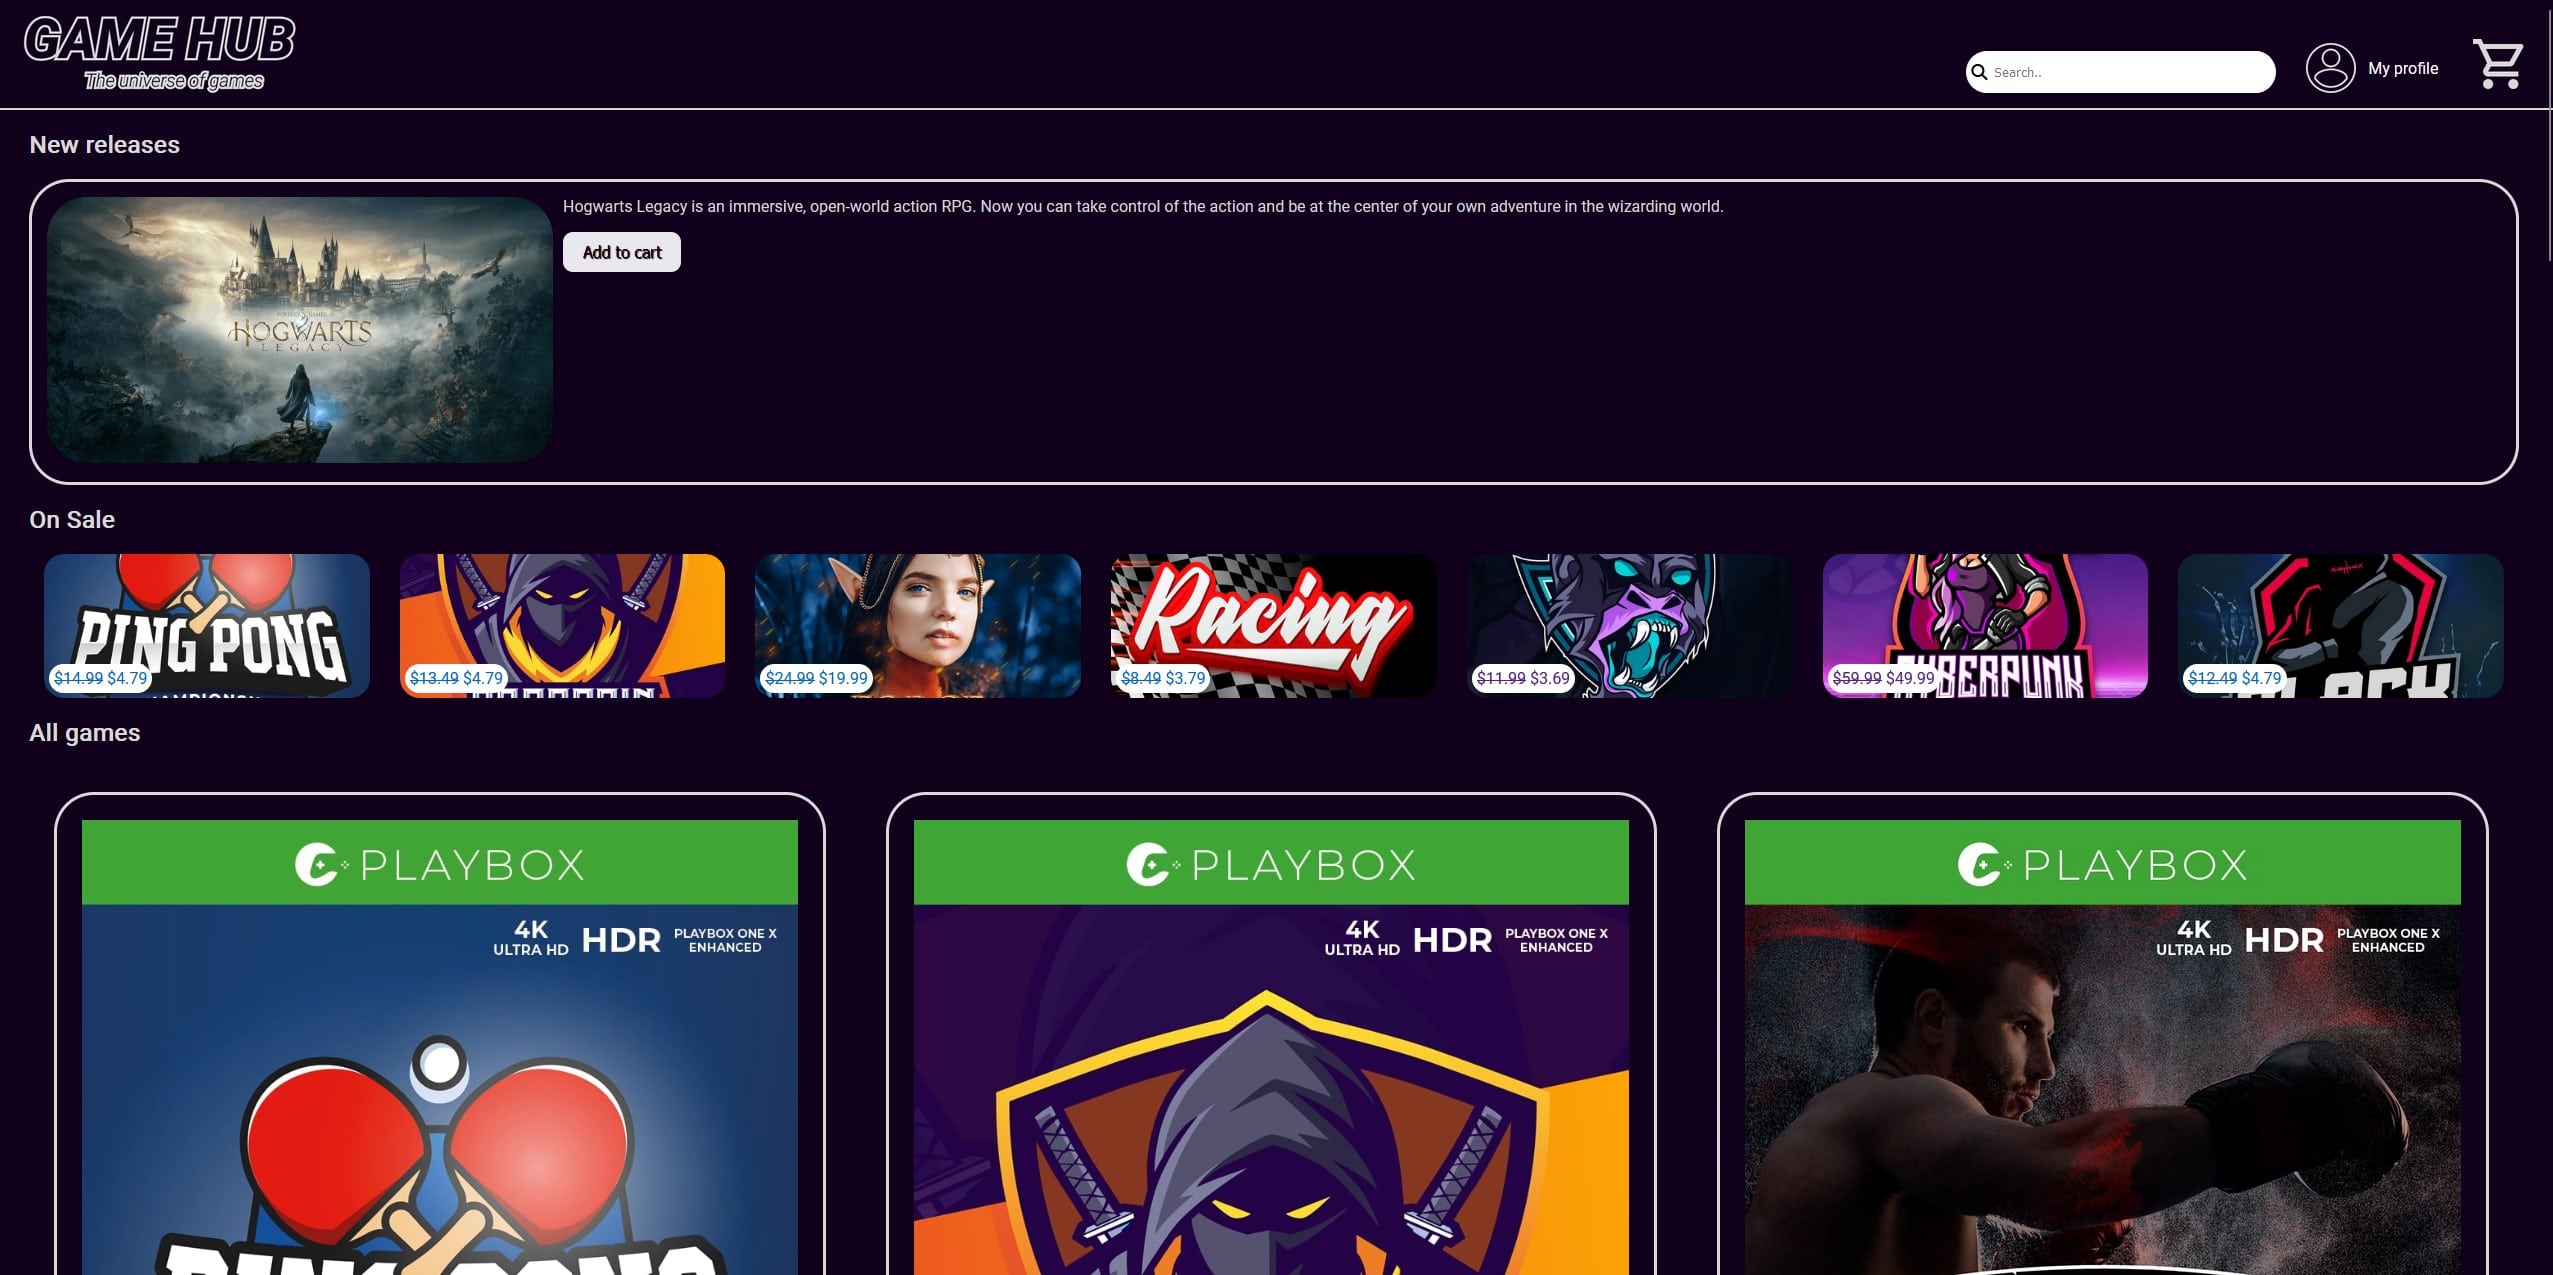 GAME HUB
The universe of games
Search..
My profile
New releases
Hogwarts Legacy is an immersive, open-world action RPG. Now you can take control of the action and be at the center of your own adventure in the wizarding world.
Add to cart
PORTKEY GAMES
HOGWARTS
LEGACY
On Sale
PING PONG
$14.99 $4.79
$13.49 $4.79
$24.99 $19.99
Racing
$8.49 $3.79
$11.99 $3.69
$59.99 $49.99
$12.49 $4.79
All games
PLAYBOX
4K
ULTRA HD
HDR
PLAYBOX ONE X
ENHANCED
PING PONG
PLAYBOX
4K
ULTRA HD
HDR
PLAYBOX ONE X
ENHANCED
PLAYBOX
4K
ULTRA HD
HDR
PLAYBOX ONE X
ENHANCED